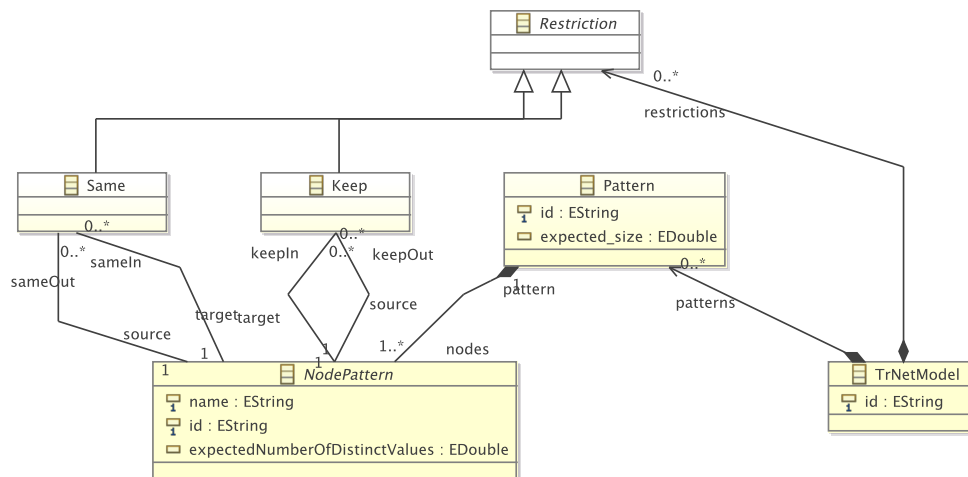 Restriction
0..*
restrictions
Same
Keep
Pattern
id : EString
expected_size : EDouble
0..*
0..*
sameIn
sameOut
0..*
0..*
keepIn
keepOut
0..*
1
pattern
patterns
source
target
target
source
1
1
1
1
1..*
nodes
NodePattern
name : EString
id : EString
expectedNumberOfDistinctValues : EDouble
TrNetModel
id : EString